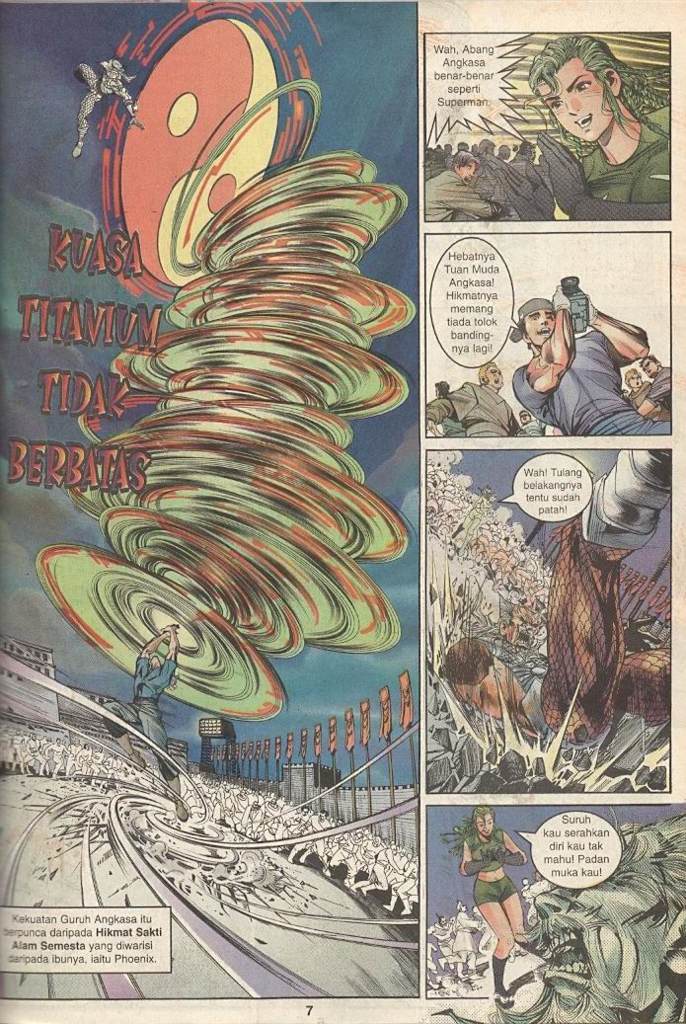 KUASA
TITANIUM
TIDAK
BERBATAS
Kekuatan Guruh Angkasa itu
berpunca daripada Hikmat Sakti
Alam Semesta yang diwarisi
daripada ibunya, iaitu Phoenix.
Wah, Abang
Angkasa
benar-benar
seperti
Superman.
Hebatnya
Tuan Muda
Angkasa!
Hikmatnya
memang
tiada tolok
banding-
nya lagi!
Wah! Tulang
belakangnya
tentu sudah
patah!
Suruh
kau serahkan
diri kau tak
mahu! Padan
muka kau!
7